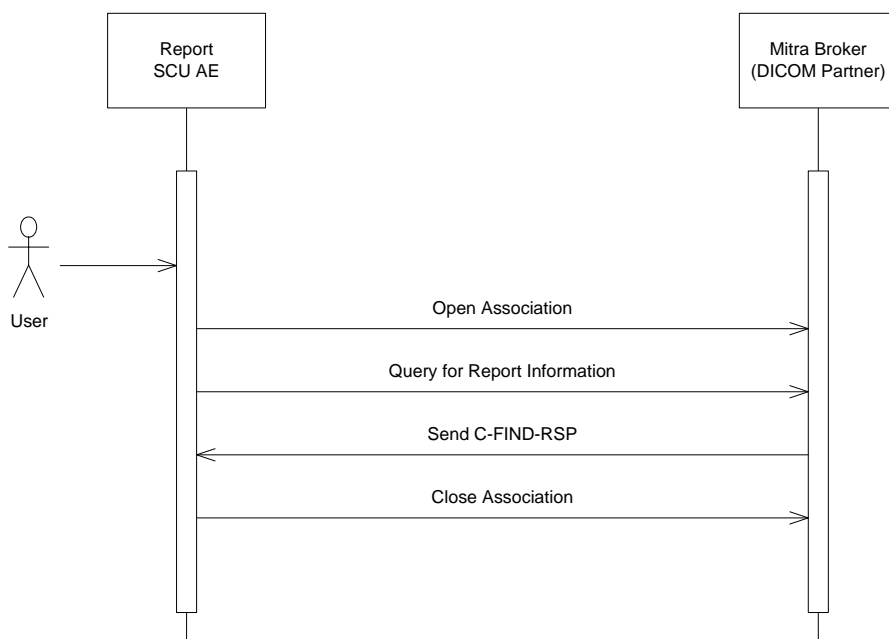 Report
SCU AE
Mitra Broker
(DICOM Partner)
User
Open Association
Query for Report Information
Send C-FIND-RSP
Close Association